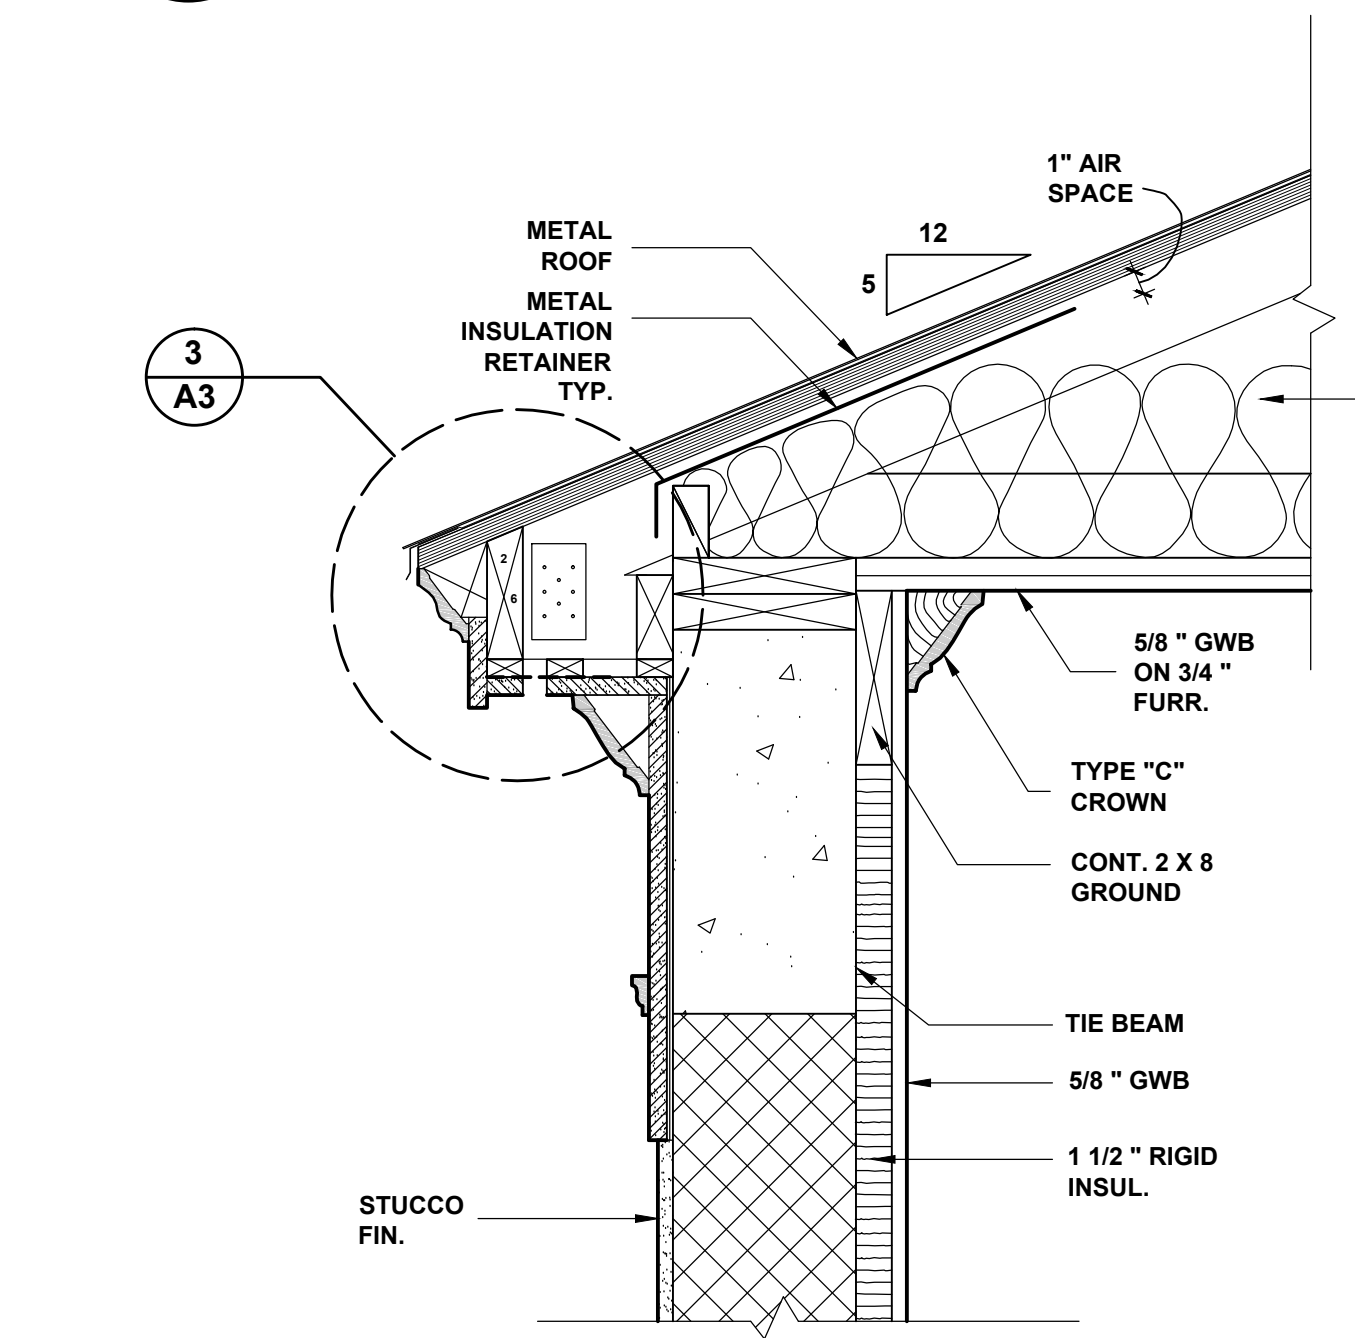 1" AIR
SPACE
METAL
ROOF
12
5
METAL
INSULATION
RETAINER
TYP.
3
A3
2
6
5/8 " GWB
ON 3/4 "
FURR.
TYPE "C"
CROWN
CONT. 2 X 8
GROUND
TIE BEAM
5/8 " GWB
1 1/2 " RIGID
INSUL.
STUCCO
FIN.